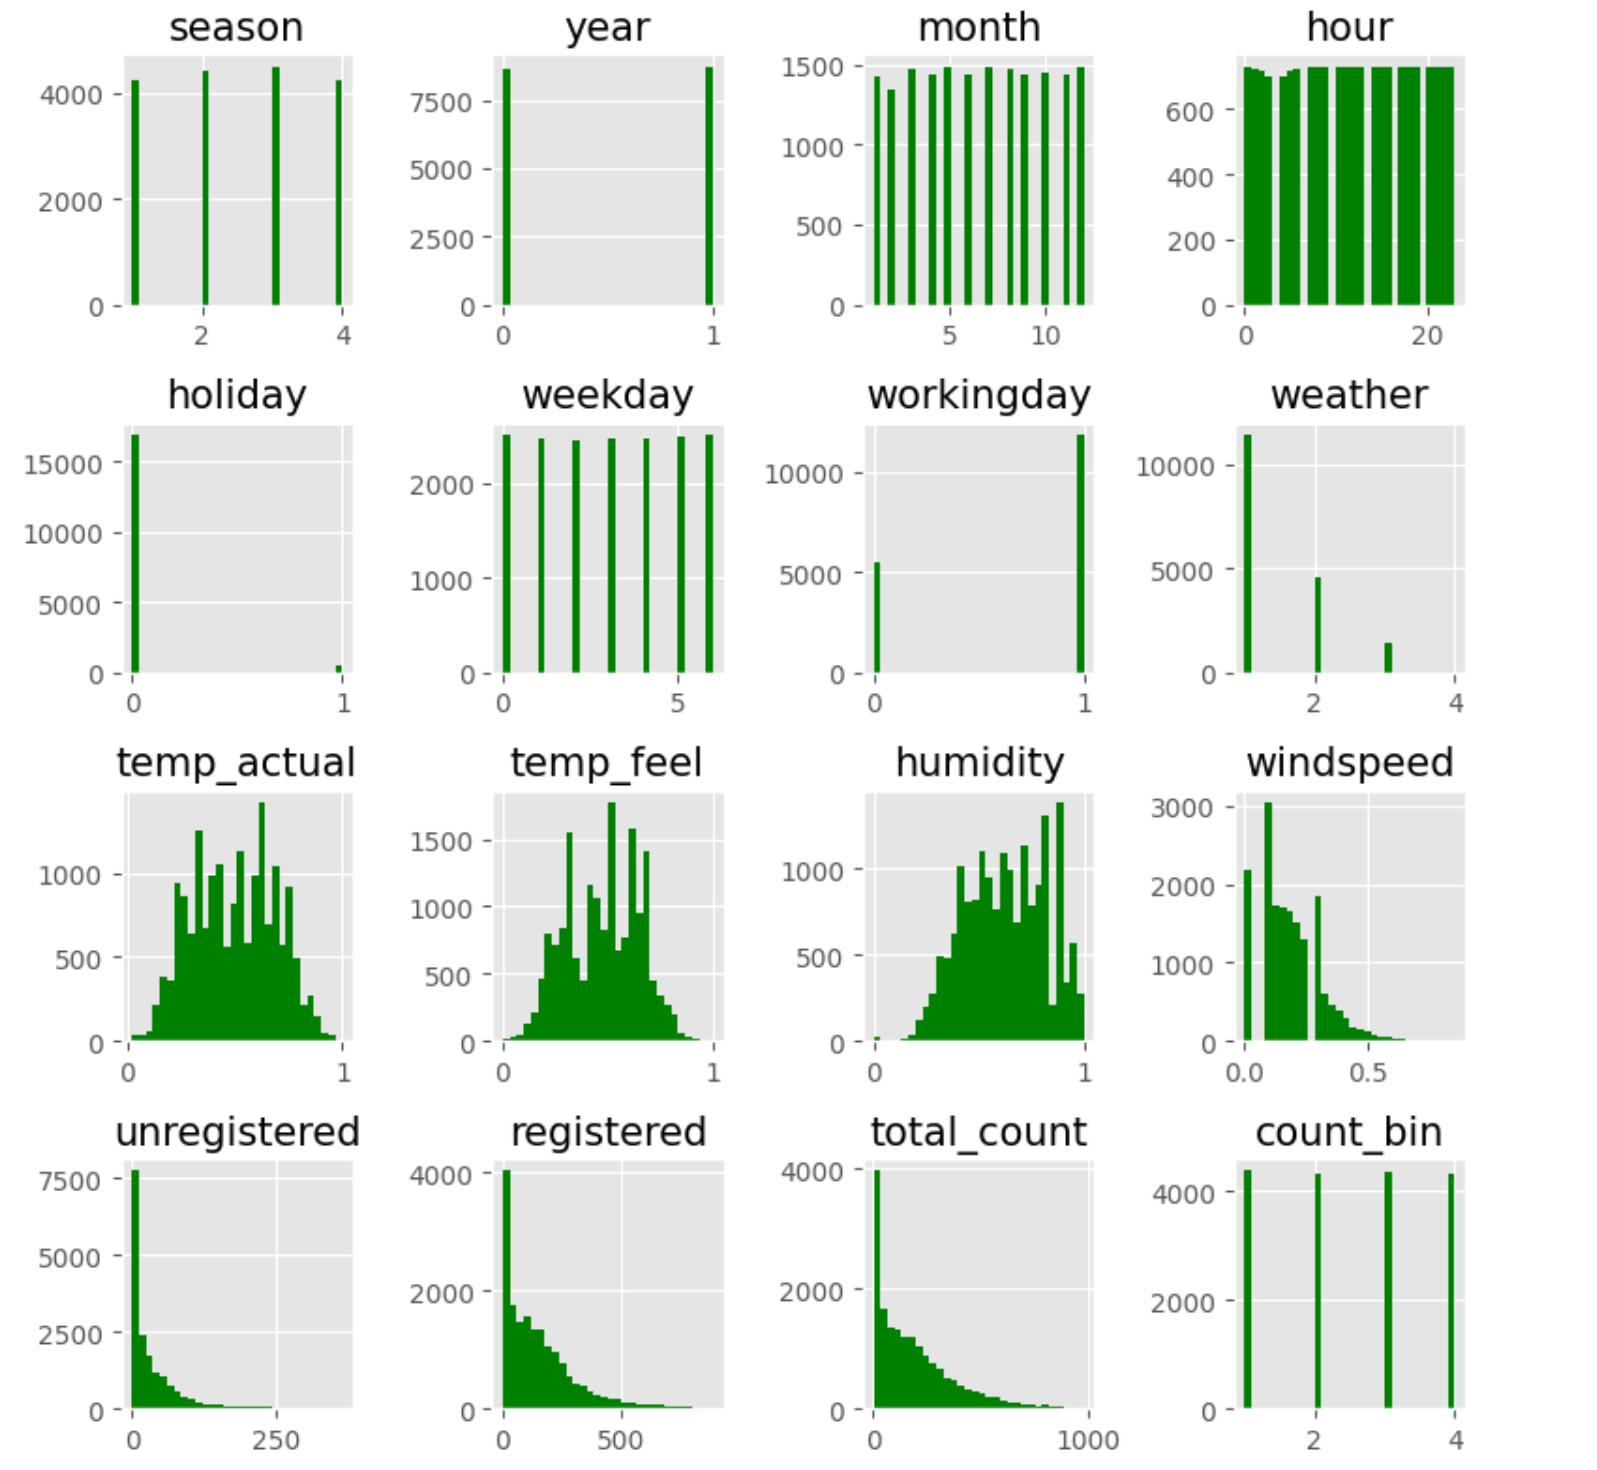 season year month hour
4000 7500 1500 600
2000 5000 1000 400
2500 500 200
0 0 0 0
2 4 0 1 5 10 0 20
holiday weekday workingday weather
15000 2000 10000 10000
10000 1000 5000 5000
5000
0 0 0 0
0 1 0 5 0 1 2 4
temp_actual temp_feel humidity windspeed
1000 1500 1000 3000
500 1000 500 2000
500 1000
0 0 0 0
0 1 0 1 0 1 0.0 0.5
unregistered registered total_count count_bin
7500 4000 4000 4000
5000 2000 2000 2000
2500
0 0 0 0
0 250 0 500 0 1000 2 4